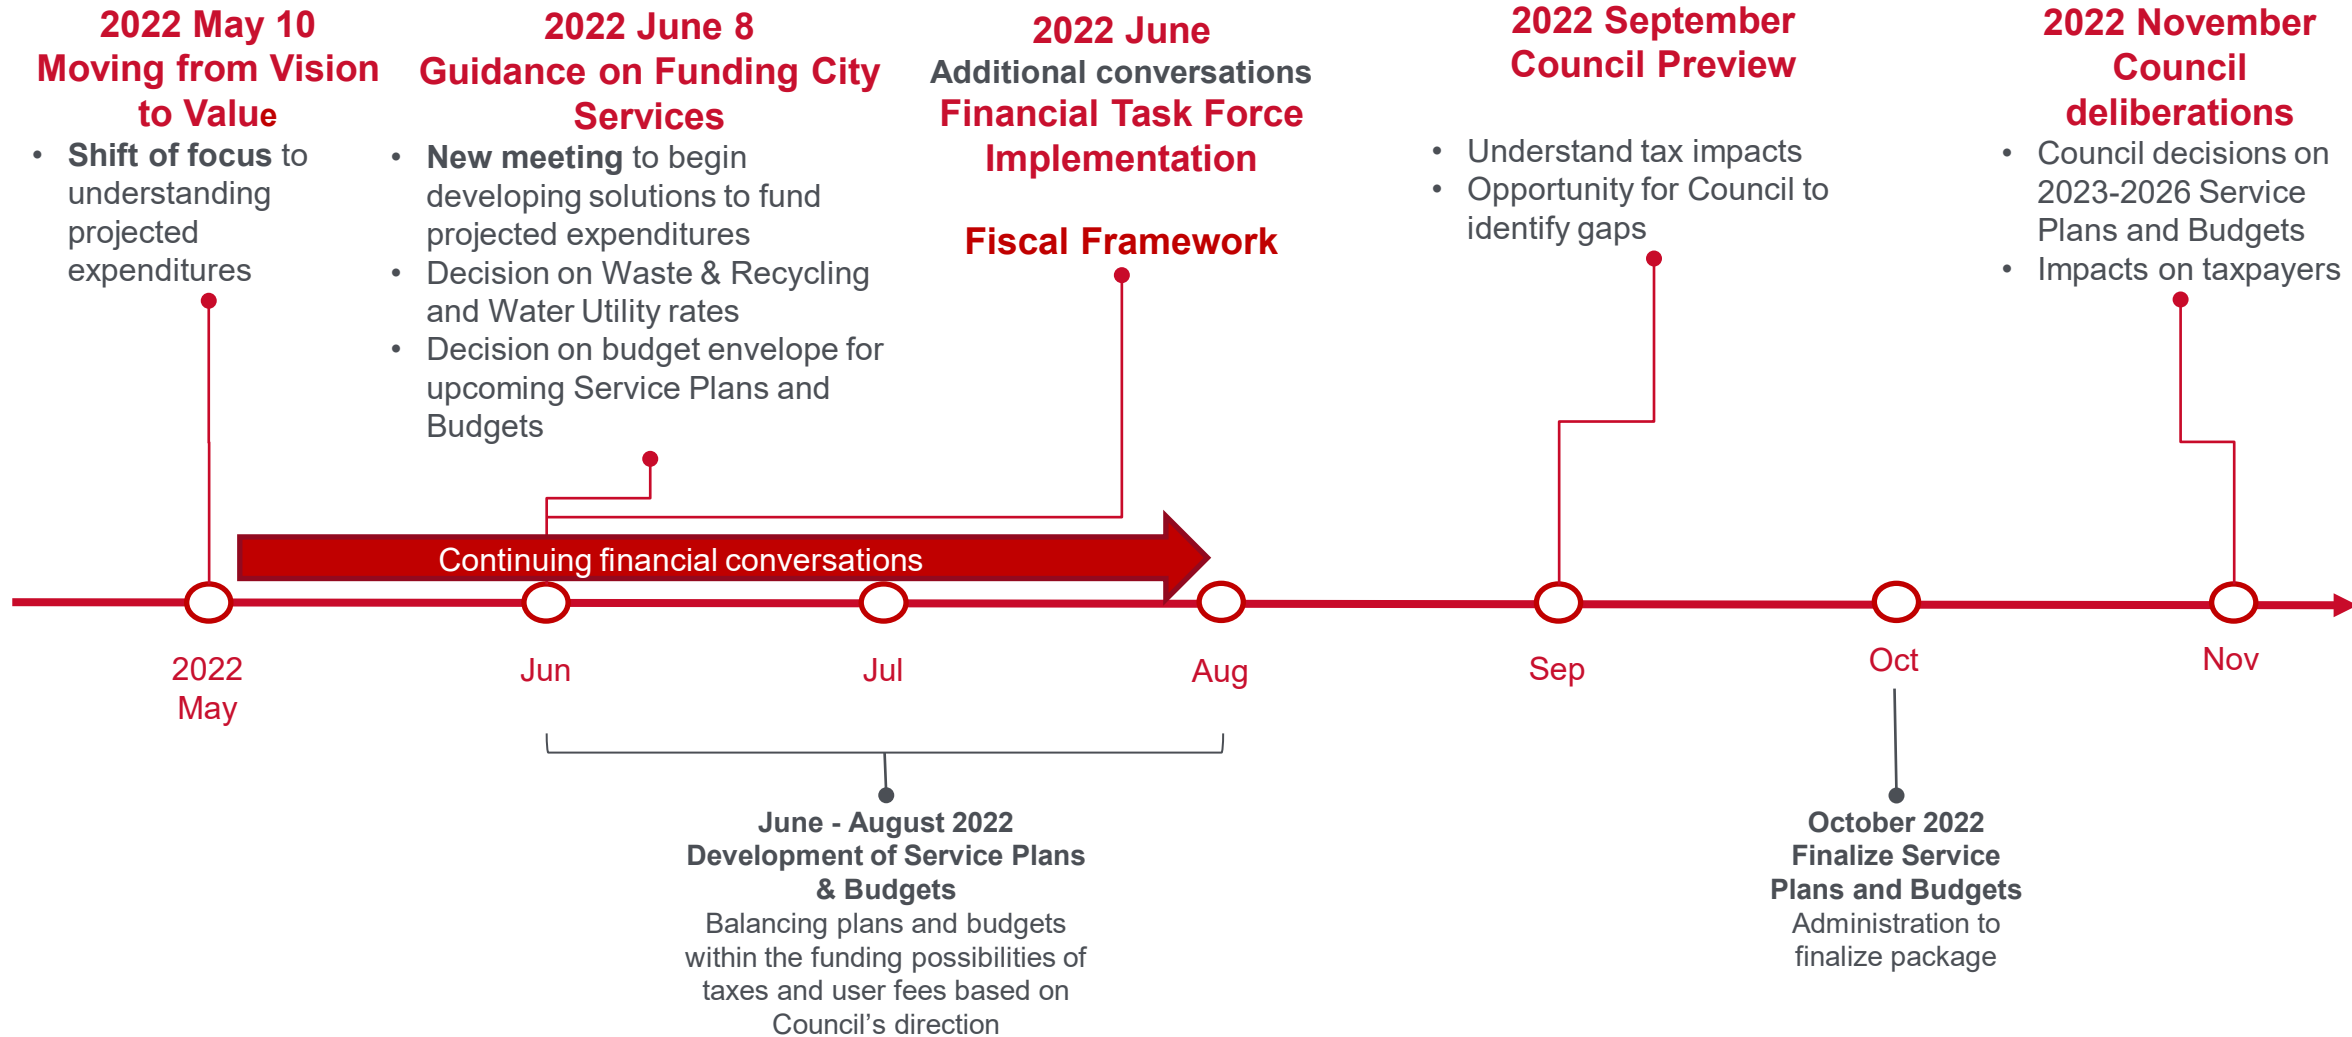 2022 May 10
Moving from Vision
to Value
• Shift of focus to
understanding
projected
expenditures
2022 June 8
Guidance on Funding City
Services
• New meeting to begin
developing solutions to fund
projected expenditures
• Decision on Waste & Recycling
and Water Utility rates
• Decision on budget envelope for
upcoming Service Plans and
Budgets
2022 June
Additional conversations
Financial Task Force
Implementation
Fiscal Framework
2022 September
Council Preview
• Understand tax impacts
• Opportunity for Council to
identify gaps
2022 November
Council
deliberations
• Council decisions on
2023-2026 Service
Plans and Budgets
• Impacts on taxpayers
Continuing financial conversations
2022
May
Jun
Jul
Aug
Sep
Oct
Nov
June - August 2022
Development of Service Plans
& Budgets
Balancing plans and budgets
within the funding possibilities of
taxes and user fees based on
Council’s direction
October 2022
Finalize Service
Plans and Budgets
Administration to
finalize package